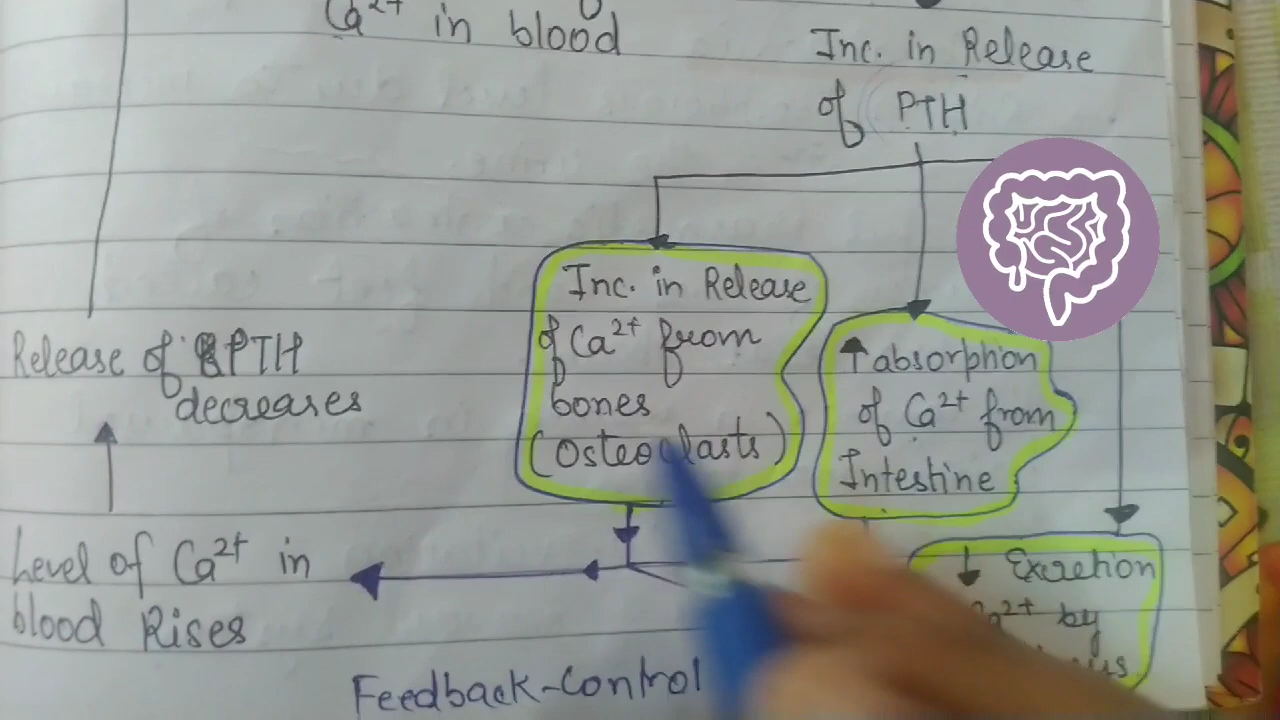 Ca²⁺ in blood
Inc. in Release
of PTH
Inc. in Release
of Ca²⁺ from
bones
(Osteoclasts)
↑ absorption
of Ca²⁺ from
Intestine
Release of PTH
decreases
Level of Ca²⁺ in
blood Rises
↓ Excretion
by
Feedback-Control